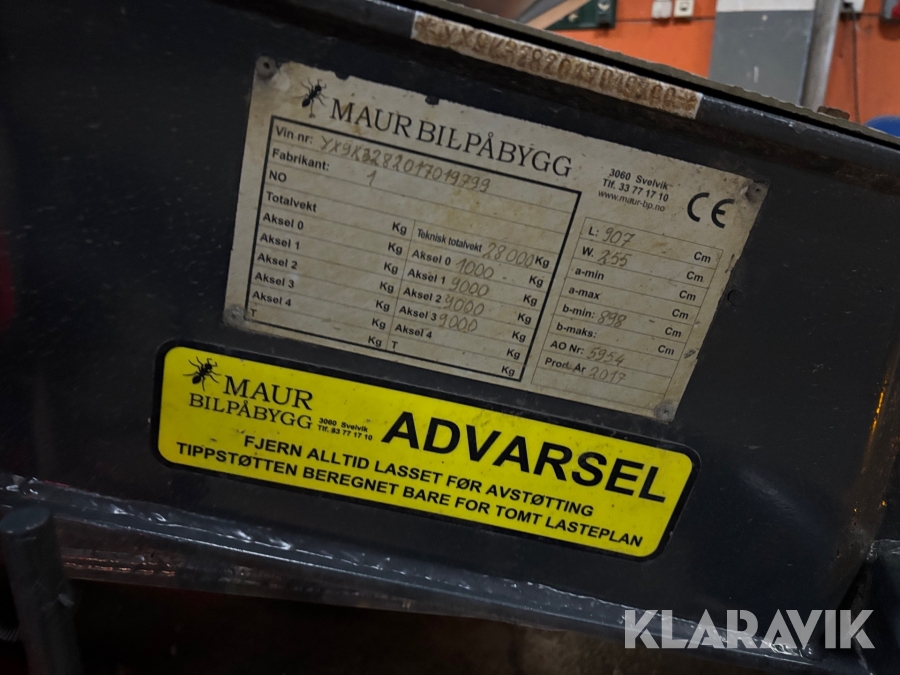 MAUR BILPÅBYGG
3060 Svelvik
Tlf. 33 77 17 10
www.maur-bp.no
CE
Vin nr: YX9K3282017019799
Fabrikant: 1
NO
Totalvekt Kg
Aksel 0 Kg
Aksel 1 Kg
Aksel 2 Kg
Aksel 3 Kg
Aksel 4 Kg
T Kg
Teknisk totalvekt 28000 Kg
Aksel 0 1000 Kg
Aksel 1 9000 Kg
Aksel 2 9000 Kg
Aksel 3 9000 Kg
Aksel 4 Kg
T Kg
L: 907 Cm
W. 255 Cm
a-min Cm
a-max Cm
b-min: 898 Cm
b-maks: Cm
AO Nr: 5954
Prod. År 2017
MAUR
BILPÅBYGG
3060 Svelvik
Tlf. 33 77 17 10
ADVARSEL
FJERN ALLTID LASSET FØR AVSTØTTING
TIPPSTØTTEN BEREGNET BARE FOR TOMT LASTEPLAN
KLARAVIK